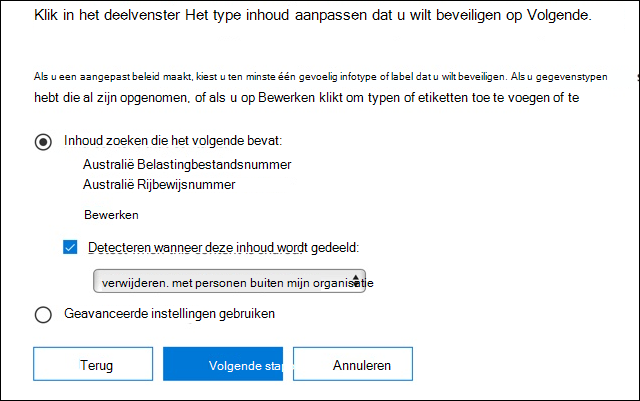 Klik in het deelvenster Het type inhoud aanpassen dat u wilt beveiligen op Volgende.
Als u een aangepast beleid maakt, kiest u ten minste één gevoelig infotype of label dat u wilt beveiligen. Als u gegevenstypen
hebt die al zijn opgenomen, of als u op Bewerken klikt om typen of etiketten toe te voegen of te
Inhoud zoeken die het volgende bevat:
Australië Belastingbestandsnummer
Australië Rijbewijsnummer
Bewerken
Detecteren wanneer deze inhoud wordt gedeeld:
verwijderen. met personen buiten mijn organisatie
Geavanceerde instellingen gebruiken
Terug
Volgende stap
Annuleren